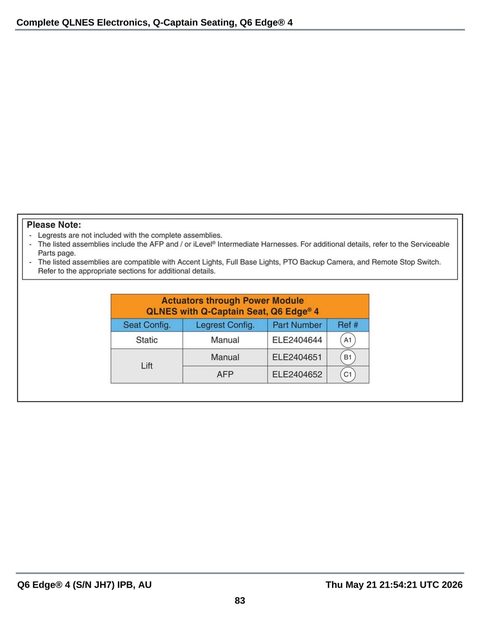 Complete QLNES Electronics, Q-Captain Seating, Q6 Edge® 4
Please Note:
- Legrests are not included with the complete assemblies.
- The listed assemblies include the AFP and / or iLevel® Intermediate Harnesses. For additional details, refer to the Serviceable
Parts page.
- The listed assemblies are compatible with Accent Lights, Full Base Lights, PTO Backup Camera, and Remote Stop Switch.
Refer to the appropriate sections for additional details.
Actuators through Power Module
QLNES with Q-Captain Seat, Q6 Edge® 4
Seat Config. Legrest Config. Part Number Ref #
Static Manual ELE2404644 A1
Lift Manual ELE2404651 B1
AFP ELE2404652 C1
Q6 Edge® 4 (S/N JH7) IPB, AU Thu May 21 21:54:21 UTC 2026
83